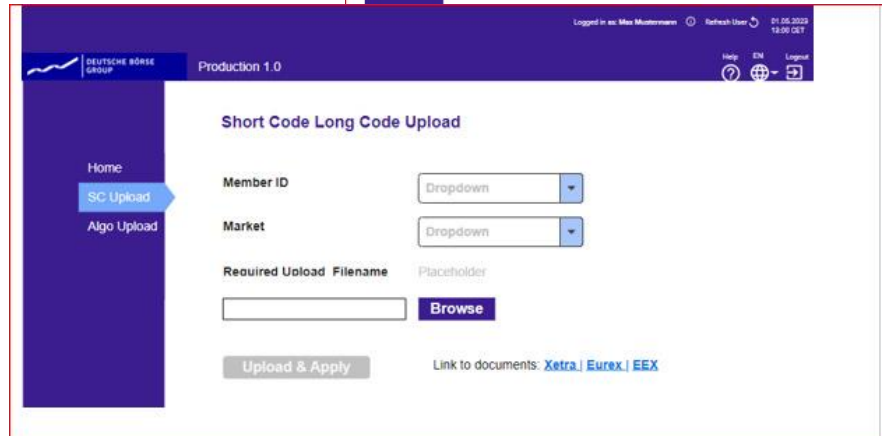 Logged in as: Max Mustermann Refresh User 01.05.2023
13:00 CET
DEUTSCHE BÖRSE
GROUP
Production 1.0
Help EN Logout
Short Code Long Code Upload
Home
SC Upload
Algo Upload
Member ID Dropdown
Market Dropdown
Required Upload Filename Placeholder
Browse
Upload & Apply
Link to documents: Xetra | Eurex | EEX